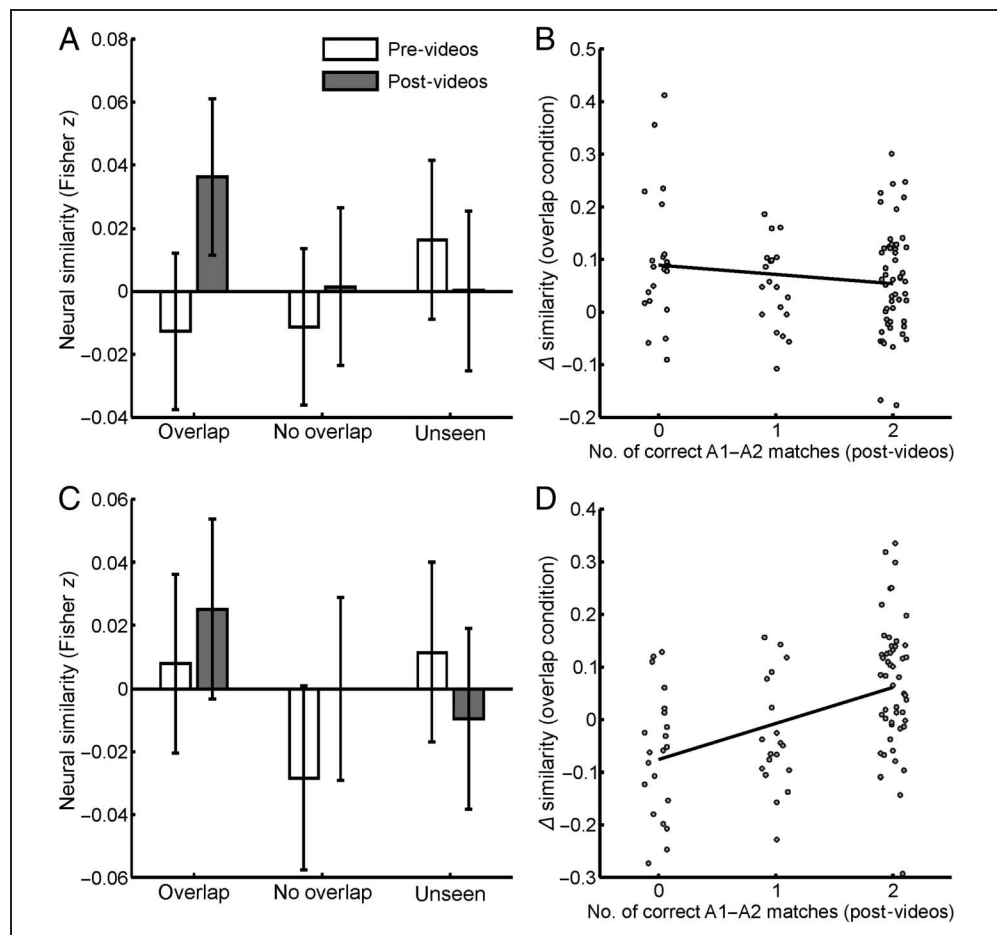 A
Neural similarity (Fisher z)
0.08
0.06
0.04
0.02
0
−0.02
−0.04
Pre-videos
Post-videos
Overlap No overlap Unseen
B
Δ similarity (overlap condition)
0.5
0.4
0.3
0.2
0.1
0
−0.1
−0.2
0 1 2
No. of correct A1–A2 matches (post-videos)
C
Neural similarity (Fisher z)
0.06
0.04
0.02
0
−0.02
−0.04
0.06
Overlap No overlap Unseen
D
Δ similarity (overlap condition)
0.4
0.3
0.2
0.1
0
−0.1
−0.2
−0.3
0 1 2
No. of correct A1–A2 matches (post-videos)